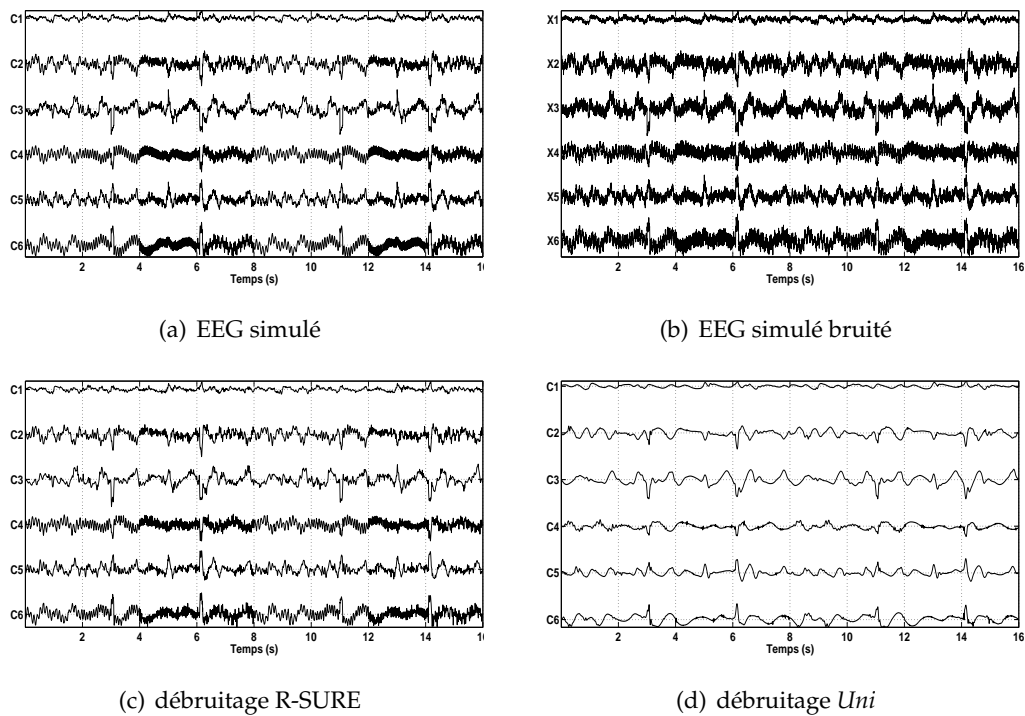 C1
C2
C3
C4
C5
C6
2 4 6 8 10 12 14 16
Temps (s)
(a) EEG simulé
X1
X2
X3
X4
X5
X6
2 4 6 8 10 12 14 16
Temps (s)
(b) EEG simulé bruité
C1
C2
C3
C4
C5
C6
2 4 6 8 10 12 14 16
Temps (s)
(c) débruitage R-SURE
C1
C2
C3
C4
C5
C6
2 4 6 8 10 12 14 16
Temps (s)
(d) débruitage Uni